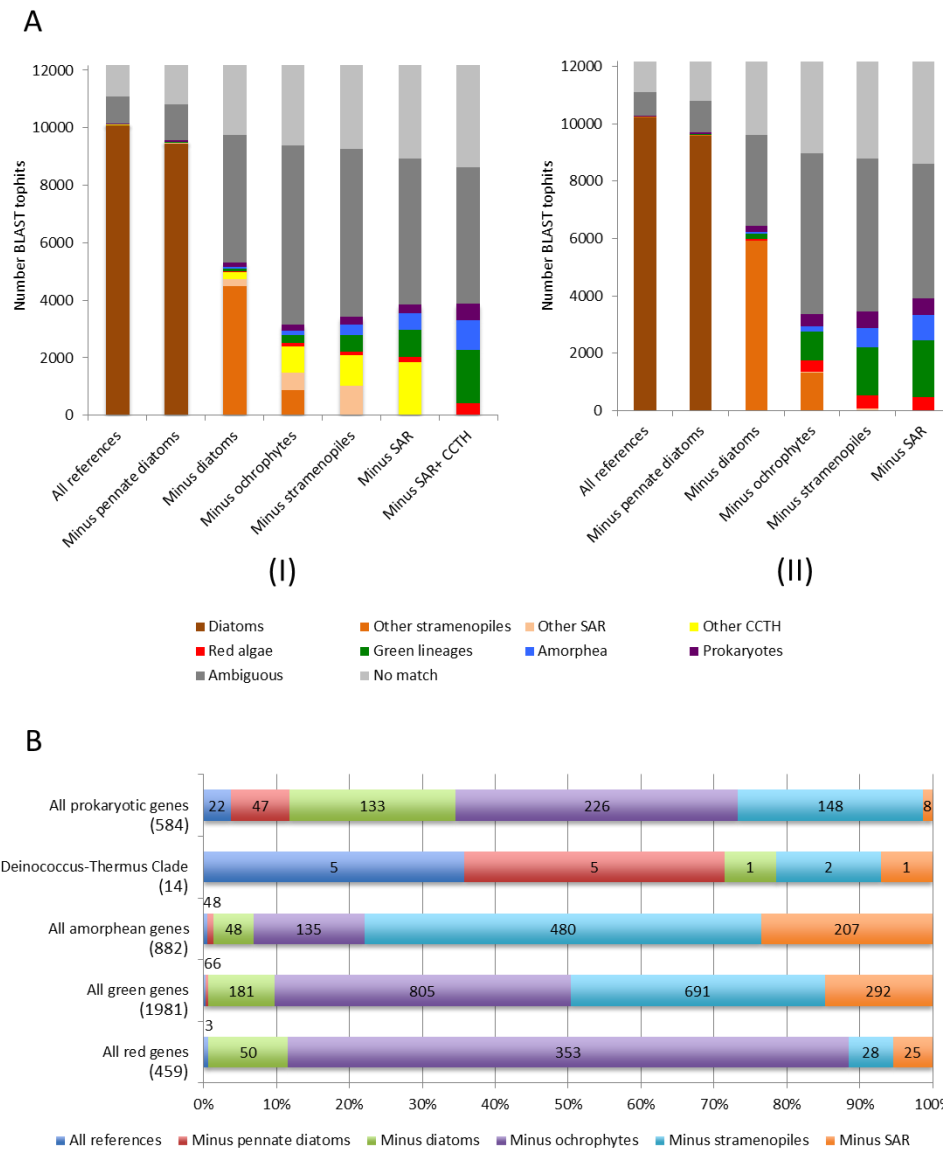 A
Number BLAST tophits
12000
10000
8000
6000
4000
2000
0
All references
Minus pennate diatoms
Minus diatoms
Minus ochrophytes
Minus stramenopiles
Minus SAR
Minus SAR+ CCTH
(I)
Number BLAST tophits
12000
10000
8000
6000
4000
2000
0
All references
Minus pennate diatoms
Minus diatoms
Minus ochrophytes
Minus stramenopiles
Minus SAR
(II)
Diatoms Other stramenopiles Other SAR Other CCTH
Red algae Green lineages Amorphea Prokaryotes
Ambiguous No match
B
All prokaryotic genes
(584)
22 47 133 226 148 8
Deinococcus-Thermus Clade
(14)
5 5 1 2 1
48
All amorphean genes
(882)
48 135 480 207
66
All green genes
(1981)
181 805 691 292
3
All red genes
(459)
50 353 28 25
0% 10% 20% 30% 40% 50% 60% 70% 80% 90% 100%
All references Minus pennate diatoms Minus diatoms Minus ochrophytes Minus stramenopiles Minus SAR